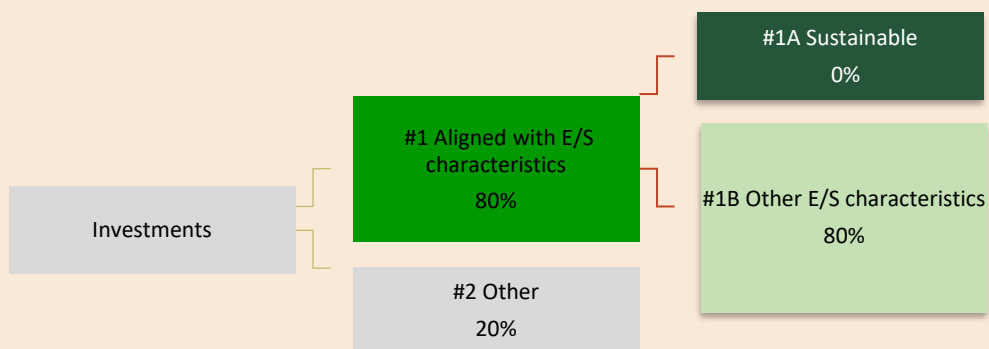 #1A Sustainable
0%
#1 Aligned with E/S
characteristics
80%
#1B Other E/S characteristics
80%
Investments
#2 Other
20%